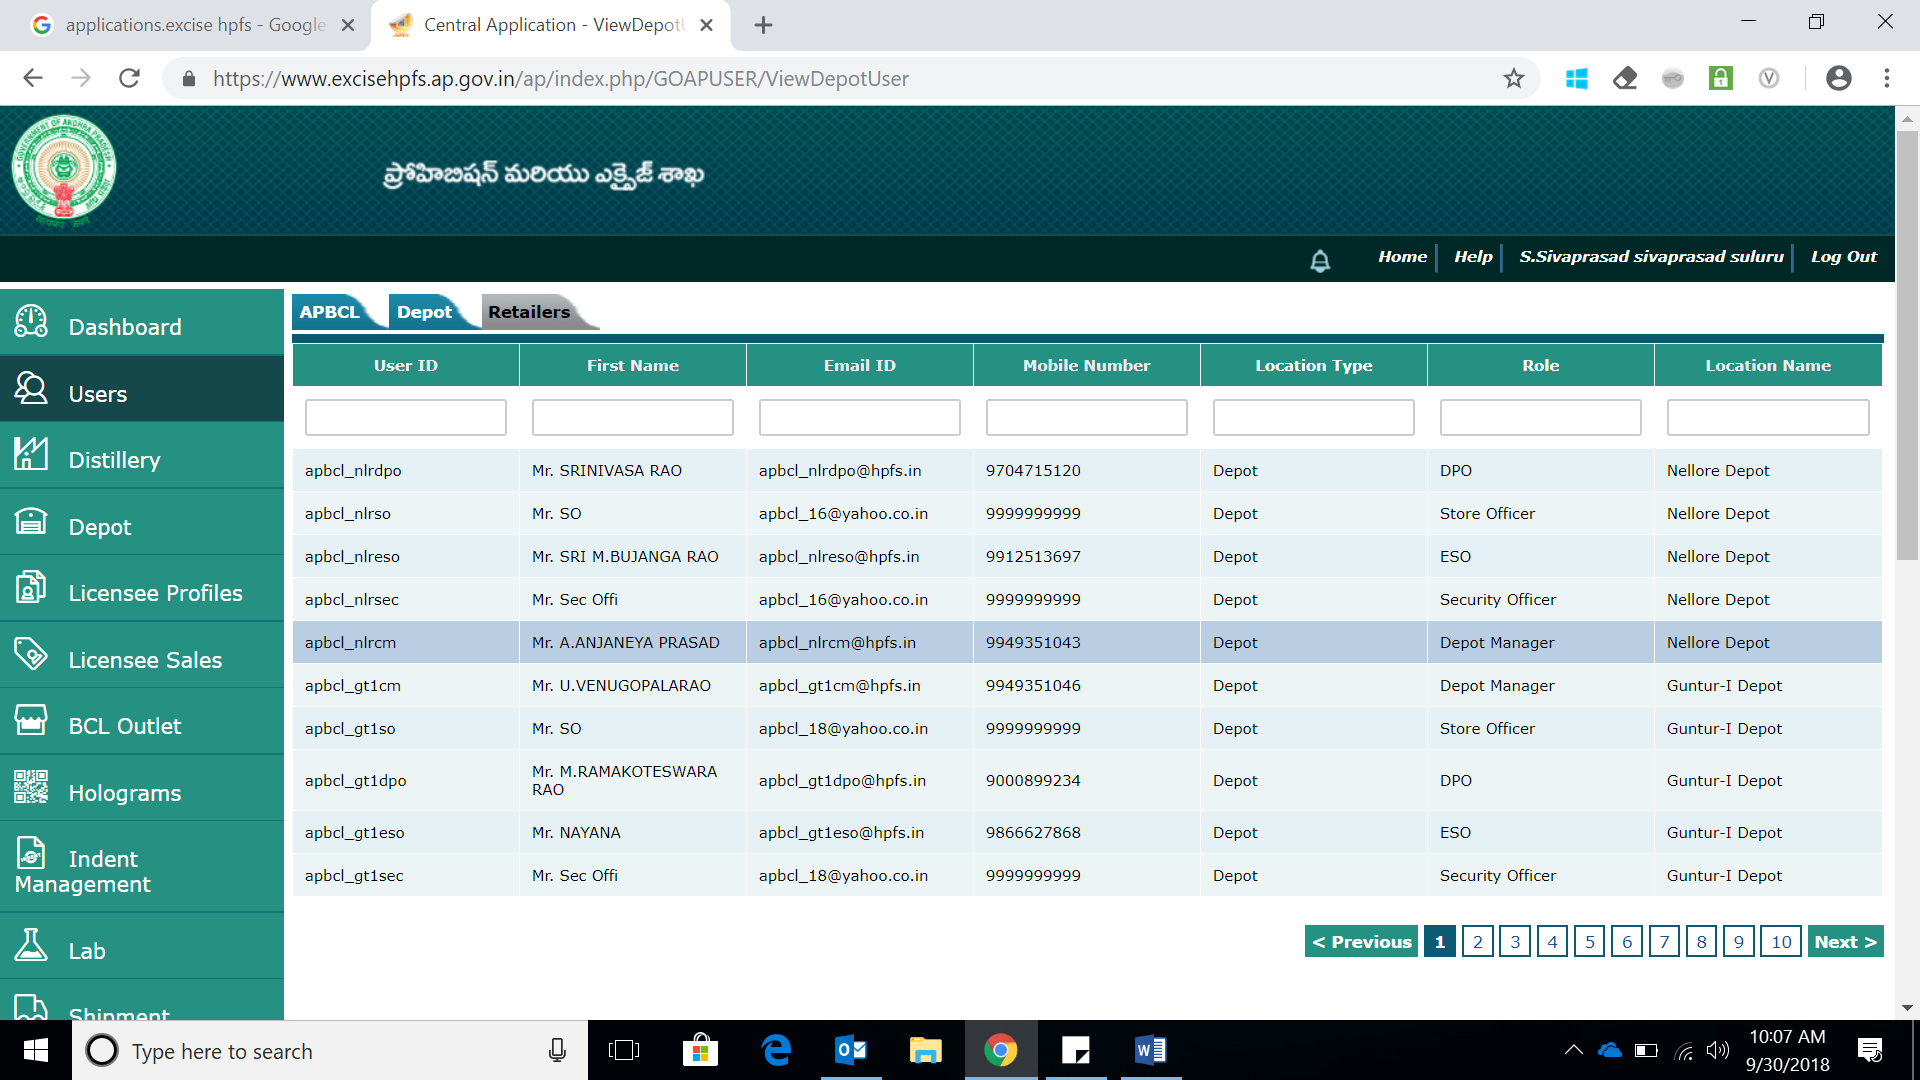 applications.excise hpfs - Google
Central Application - ViewDepotU
https://www.excisehpfs.ap.gov.in/ap/index.php/GOAPUSER/ViewDepotUser
ప్రోహిబిషన్ మరియు ఎక్సైజ్ శాఖ
Home Help S.Sivaprasad sivaprasad suluru Log Out
Dashboard
Users
Distillery
Depot
Licensee Profiles
Licensee Sales
BCL Outlet
Holograms
Indent
Management
Lab
Shipment
APBCL Depot Retailers
User ID First Name Email ID Mobile Number Location Type Role Location Name
apbcl_nlrdpo Mr. SRINIVASA RAO apbcl_nlrdpo@hpfs.in 9704715120 Depot DPO Nellore Depot
apbcl_nlrso Mr. SO apbcl_16@yahoo.co.in 9999999999 Depot Store Officer Nellore Depot
apbcl_nlreso Mr. SRI M.BUJANGA RAO apbcl_nlreso@hpfs.in 9912513697 Depot ESO Nellore Depot
apbcl_nlrsec Mr. Sec Offi apbcl_16@yahoo.co.in 9999999999 Depot Security Officer Nellore Depot
apbcl_nlrcm Mr. A.ANJANEYA PRASAD apbcl_nlrcm@hpfs.in 9949351043 Depot Depot Manager Nellore Depot
apbcl_gt1cm Mr. U.VENUGOPALARAO apbcl_gt1cm@hpfs.in 9949351046 Depot Depot Manager Guntur-I Depot
apbcl_gt1so Mr. SO apbcl_18@yahoo.co.in 9999999999 Depot Store Officer Guntur-I Depot
apbcl_gt1dpo Mr. M.RAMAKOTESWARA RAO apbcl_gt1dpo@hpfs.in 9000899234 Depot DPO Guntur-I Depot
apbcl_gt1eso Mr. NAYANA apbcl_gt1eso@hpfs.in 9866627868 Depot ESO Guntur-I Depot
apbcl_gt1sec Mr. Sec Offi apbcl_18@yahoo.co.in 9999999999 Depot Security Officer Guntur-I Depot
< Previous 1 2 3 4 5 6 7 8 9 10 Next >
Type here to search
10:07 AM
9/30/2018